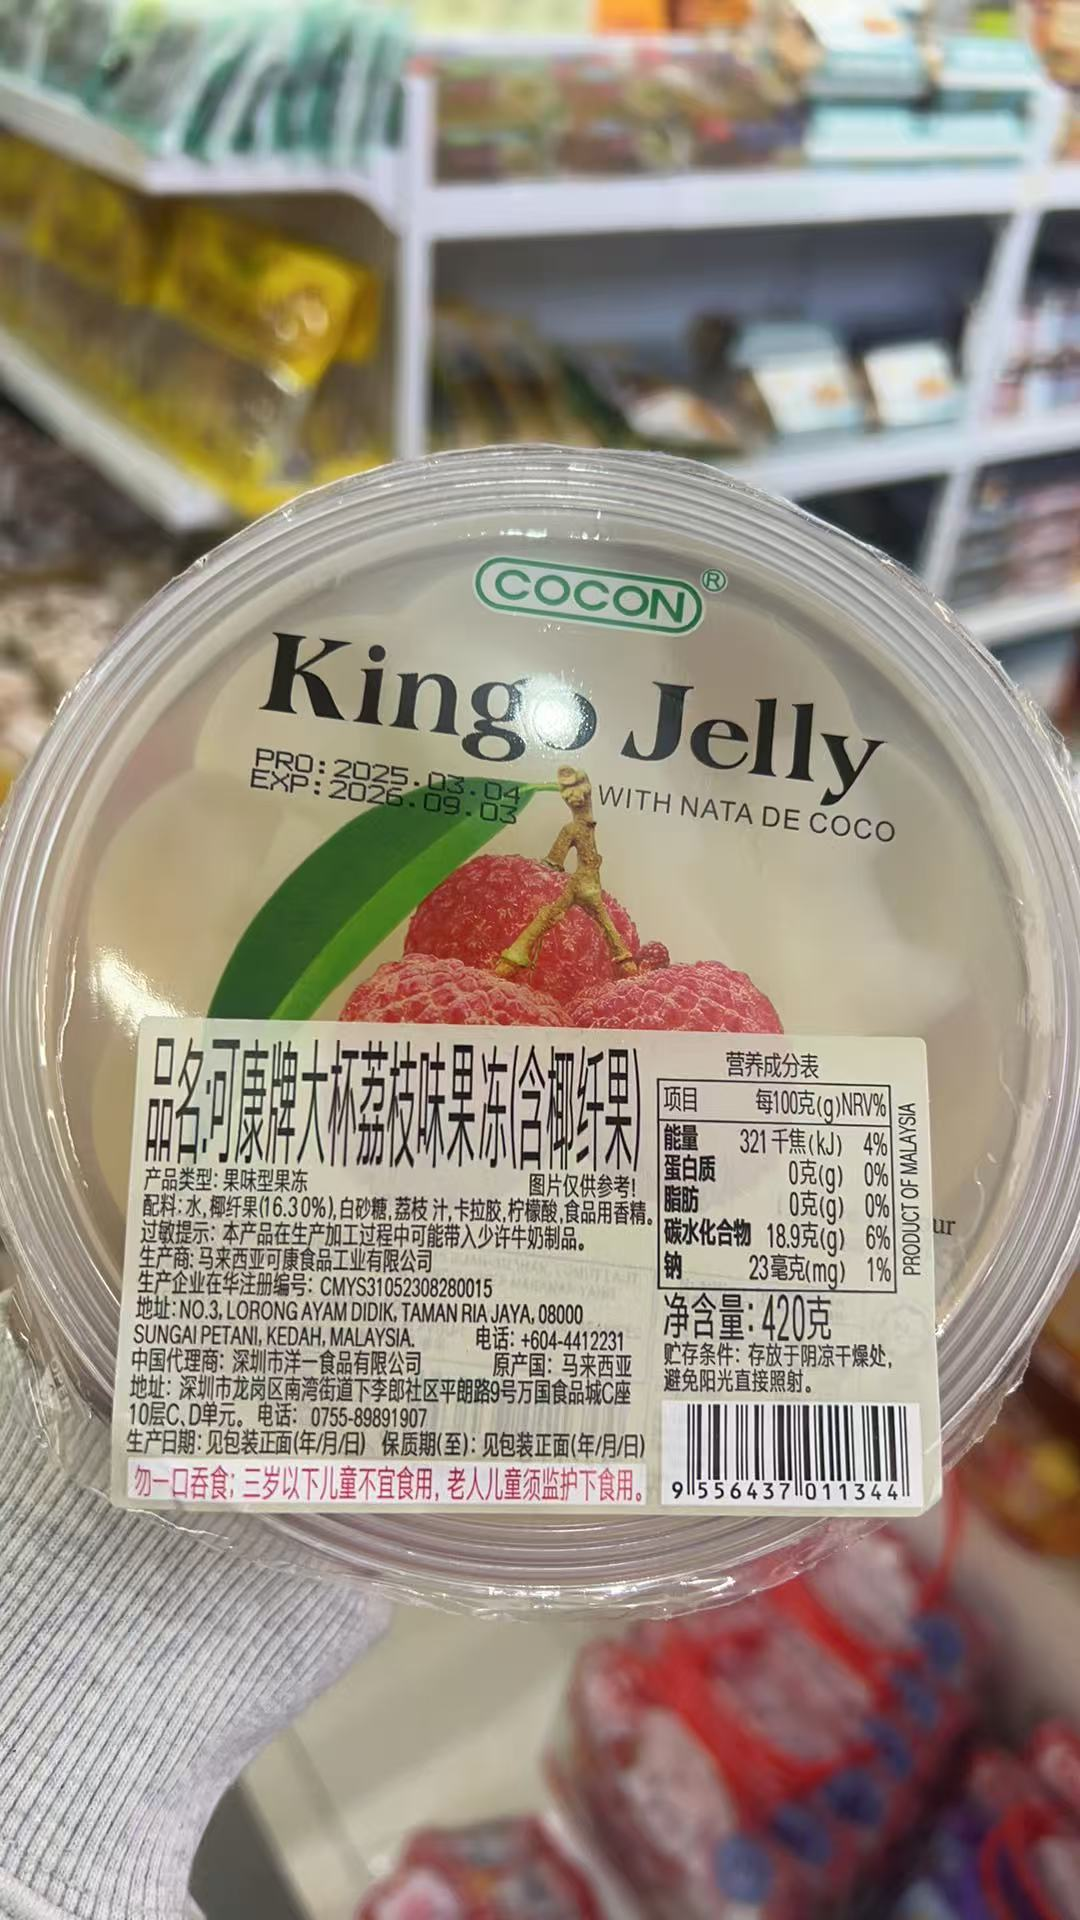 COCON®
Kingo Jelly
PRO:2025.03.04
EXP:2026.09.03
WITH NATA DE COCO
品名:可康牌大杯荔枝味果冻(含椰纤果)
产品类型: 果味型果冻
图片仅供参考!
配料: 水, 椰纤果(16.30%), 白砂糖, 荔枝 汁, 卡拉胶, 柠檬酸, 食品用香精。
过敏提示: 本产品在生产加工过程中可能带入少许牛奶制品。
生产商: 马来西亚可康食品工业有限公司
生产企业在华注册编号: CMYS31052308280015
地址: NO.3, LORONG AYAM DIDIK, TAMAN RIA JAYA, 08000
SUNGAI PETANI, KEDAH, MALAYSIA. 电话: +604-4412231
中国代理商: 深圳市洋一食品有限公司 原产国: 马来西亚
地址: 深圳市龙岗区南湾街道下李郎社区平朗路9号万国食品城C座
10层C、D单元。 电话: 0755-89891907
生产日期: 见包装正面(年/月/日) 保质期(至): 见包装正面(年/月/日)
勿一口吞食; 三岁以下儿童不宜食用, 老人儿童须监护下食用。
营养成分表
项目 每100克(g) NRV%
能量 321千焦(kJ) 4%
蛋白质 0克(g) 0%
脂肪 0克(g) 0%
碳水化合物 18.9克(g) 6%
钠 23毫克(mg) 1%
PRODUCT OF MALAYSIA
净含量: 420克
贮存条件: 存放于阴凉干燥处,
避免阳光直接照射。
9 556437 011344